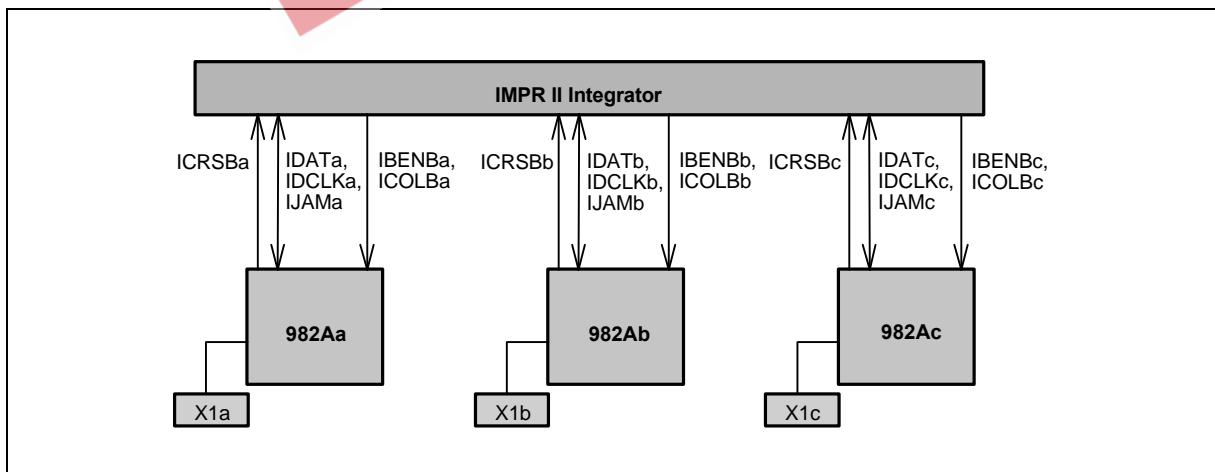 IMPR II Integrator
ICRSBa
IDATa,
IDCLKa,
IJAMa
IBENBa,
ICOLBa
ICRSBb
IDATb,
IDCLKb,
IJAMb
IBENBb,
ICOLBb
ICRSBc
IDATc,
IDCLKc,
IJAMc
IBENBc,
ICOLBc
982Aa
982Ab
982Ac
X1a
X1b
X1c